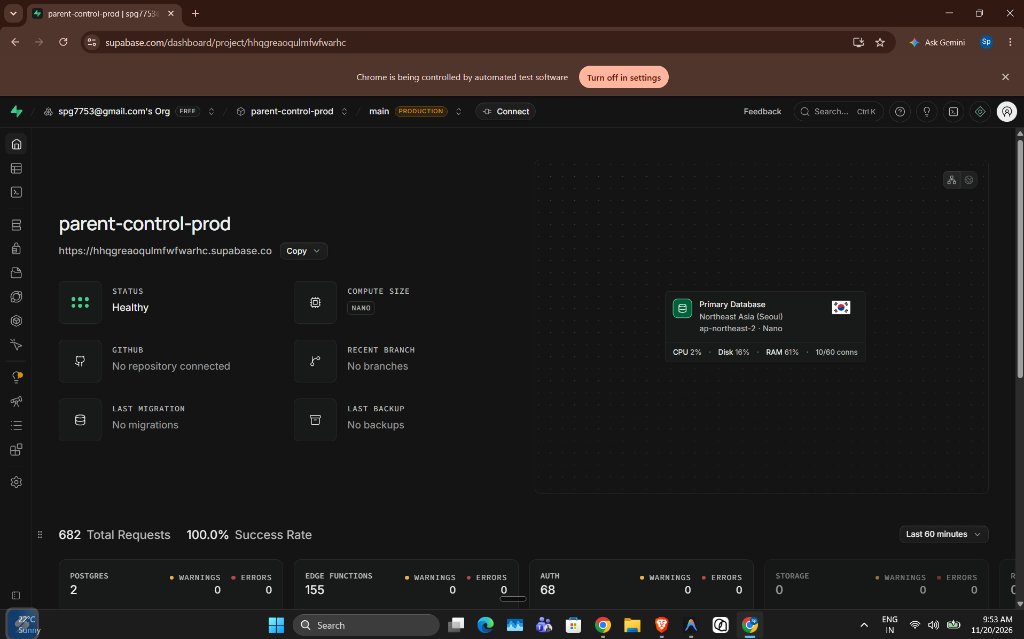 parent-control-prod | spg7753
supabase.com/dashboard/project/hhqgreaoqulmfwfwarhc
Ask Gemini
Sp
Chrome is being controlled by automated test software
Turn off in settings
spg7753@gmail.com's Org FREE
parent-control-prod
main PRODUCTION
Connect
Feedback
Search... Ctrl K
parent-control-prod
https://hhqgreaoqulmfwfwarhc.supabase.co
Copy
STATUS
Healthy
COMPUTE SIZE
NANO
GITHUB
No repository connected
RECENT BRANCH
No branches
LAST MIGRATION
No migrations
LAST BACKUP
No backups
Primary Database
Northeast Asia (Seoul)
ap-northeast-2 · Nano
CPU 2% · Disk 16% · RAM 61% · 10/60 conns
682 Total Requests 100.0% Success Rate
Last 60 minutes
POSTGRES WARNINGS ERRORS
2 0 0
EDGE FUNCTIONS WARNINGS ERRORS
155 0 0
AUTH WARNINGS ERRORS
68 0 0
STORAGE WARNINGS ERRORS
0 0 0
22°C
Sunny
Search
ENG
IN
9:53 AM
11/20/2026